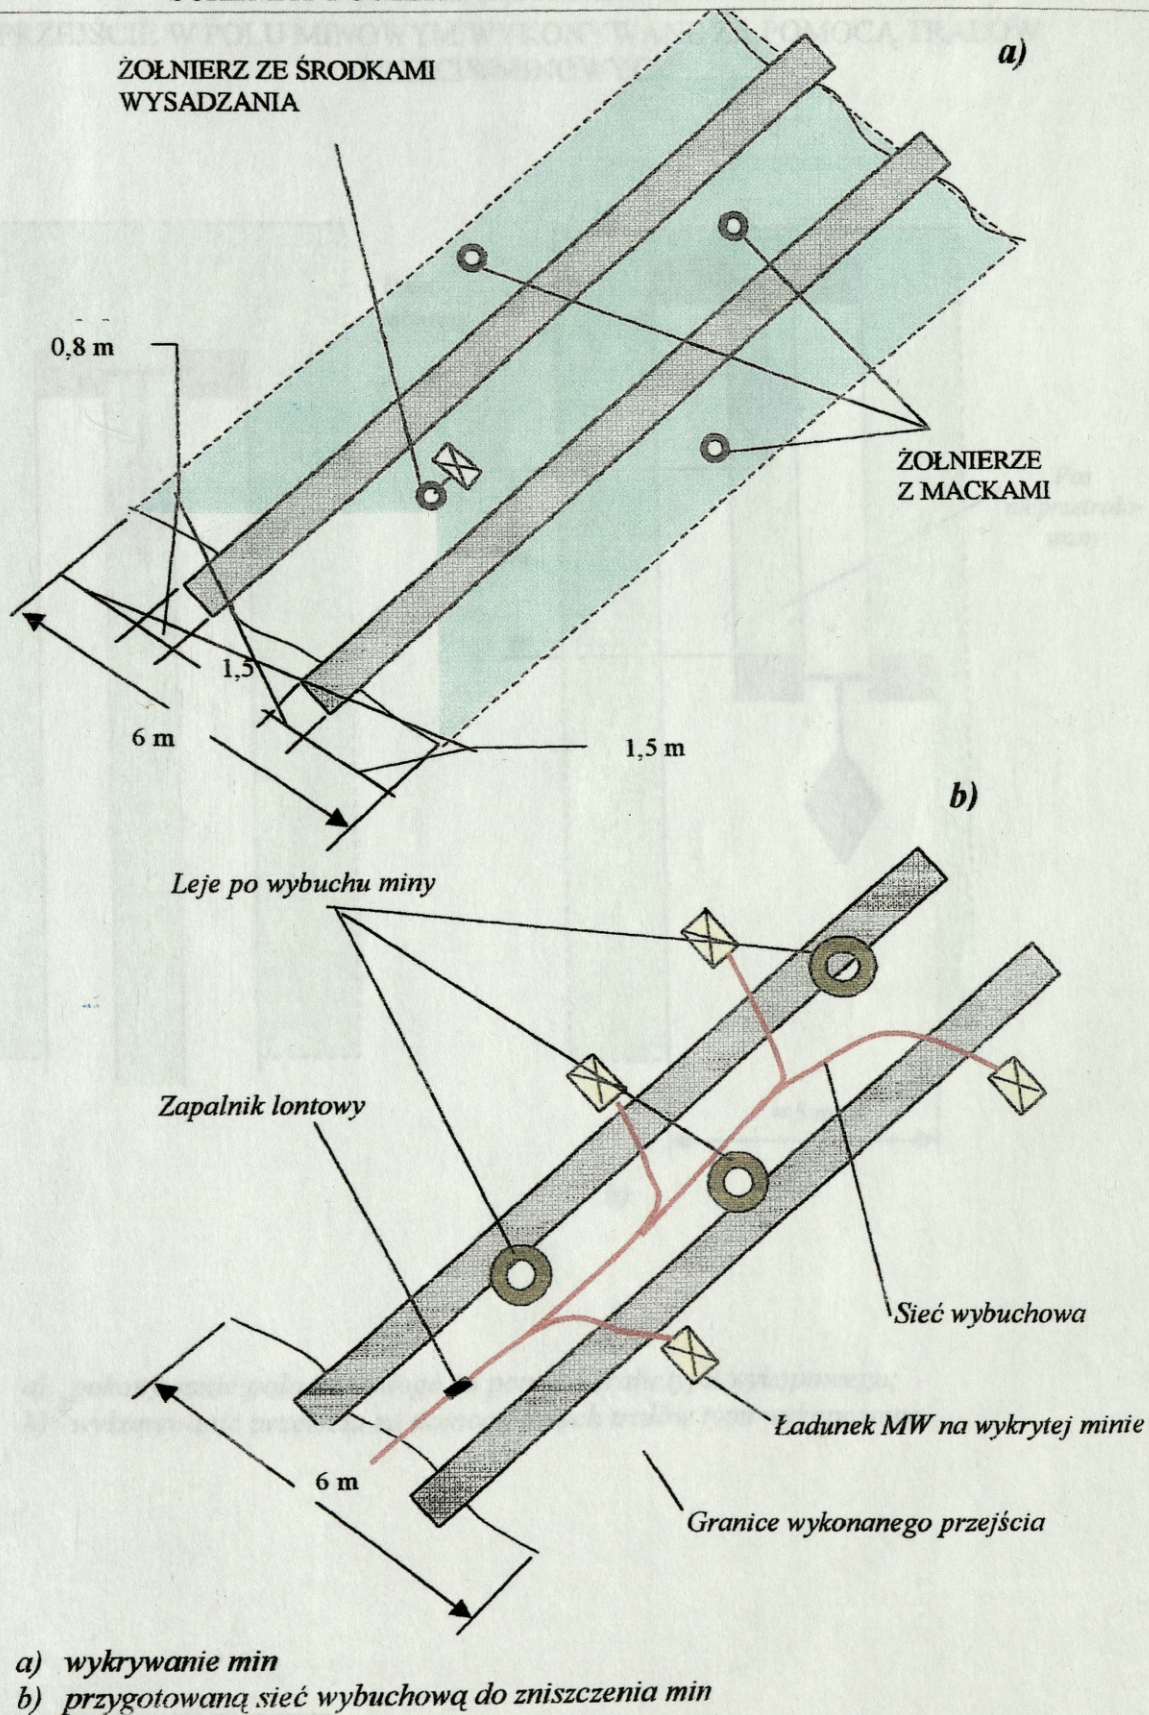 a)
ŻOŁNIERZ ZE ŚRODKAMI
WYSADZANIA
0,8 m
ŻOŁNIERZE
Z MACKAMI
1,5
6 m
1,5 m
b)
Leje po wybuchu miny
Zapalnik lontowy
Sieć wybuchowa
Ładunek MW na wykrytej minie
6 m
Granice wykonanego przejścia
a) wykrywanie min
b) przygotowaną sieć wybuchową do zniszczenia min